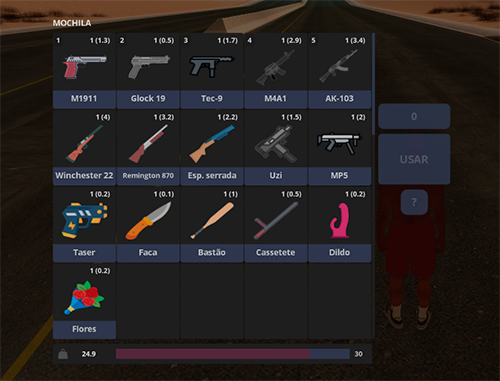 MOCHILA
1 1 (1.3) 2 1 (0.5) 3 1 (1.7) 4 1 (2.9) 5 1 (3.4)
M1911 Glock 19 Tec-9 M4A1 AK-103
1 (4) 1 (3.2) 1 (2.2) 1 (1.5) 1 (2)
Winchester 22 Remington 870 Esp. serrada Uzi MP5
1 (0.2) 1 (0.1) 1 (1) 1 (0.5) 1 (0.2)
Taser Faca Bastão Cassetete Dildo
1 (0.2)
Flores
24.9 30
0
USAR
?